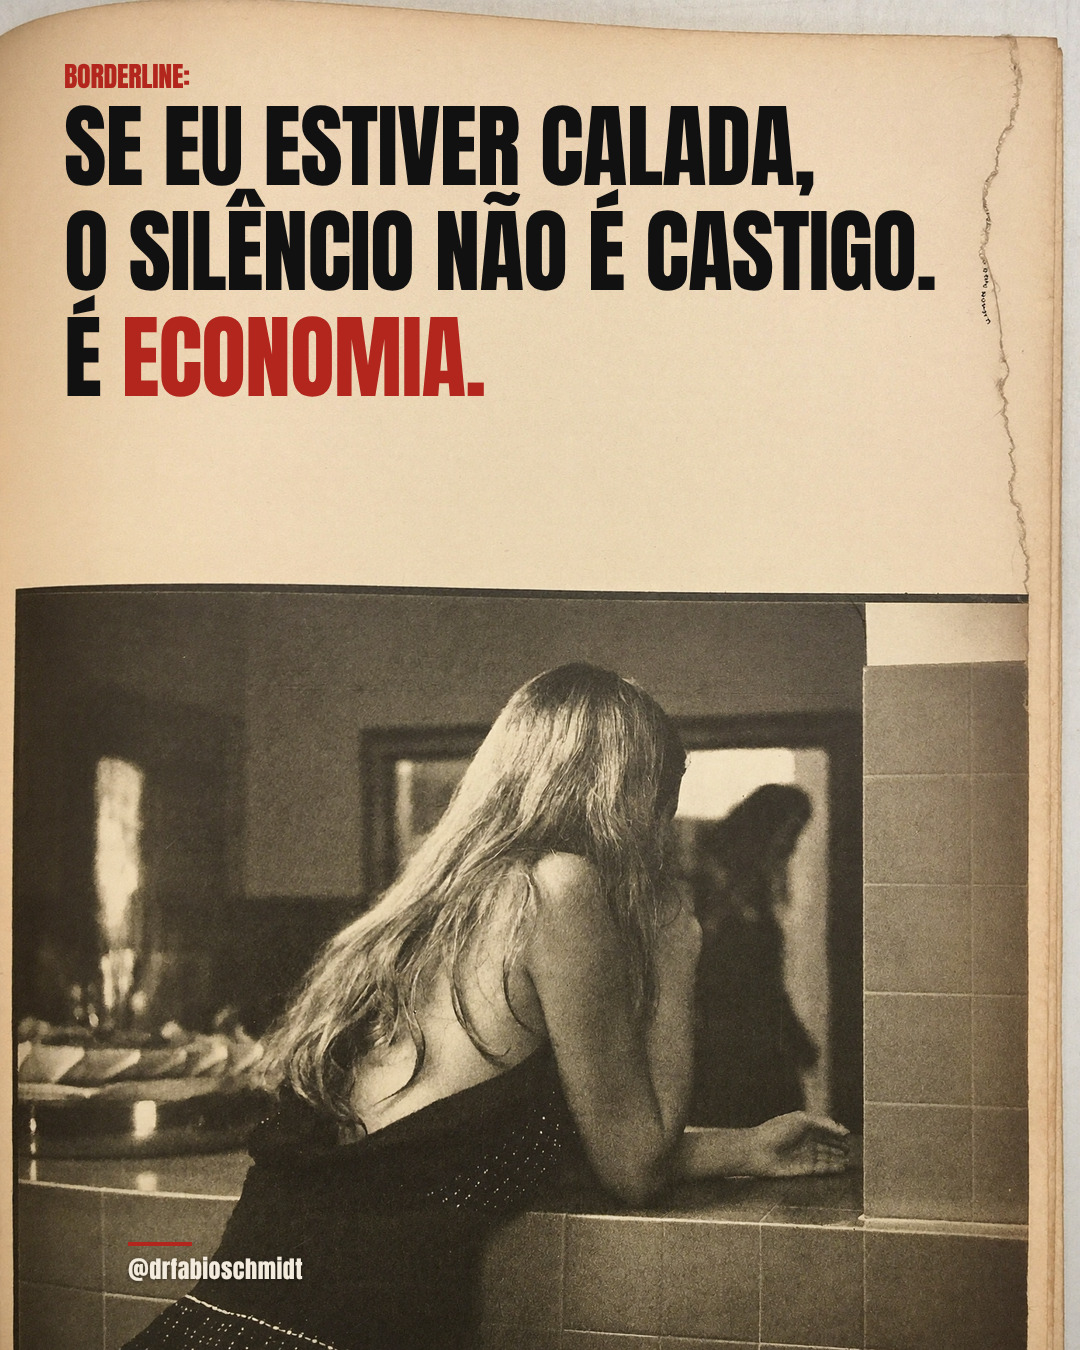 BORDERLINE:
SE EU ESTIVER CALADA,
O SILÊNCIO NÃO É CASTIGO.
É ECONOMIA.
@drfabioschmidt